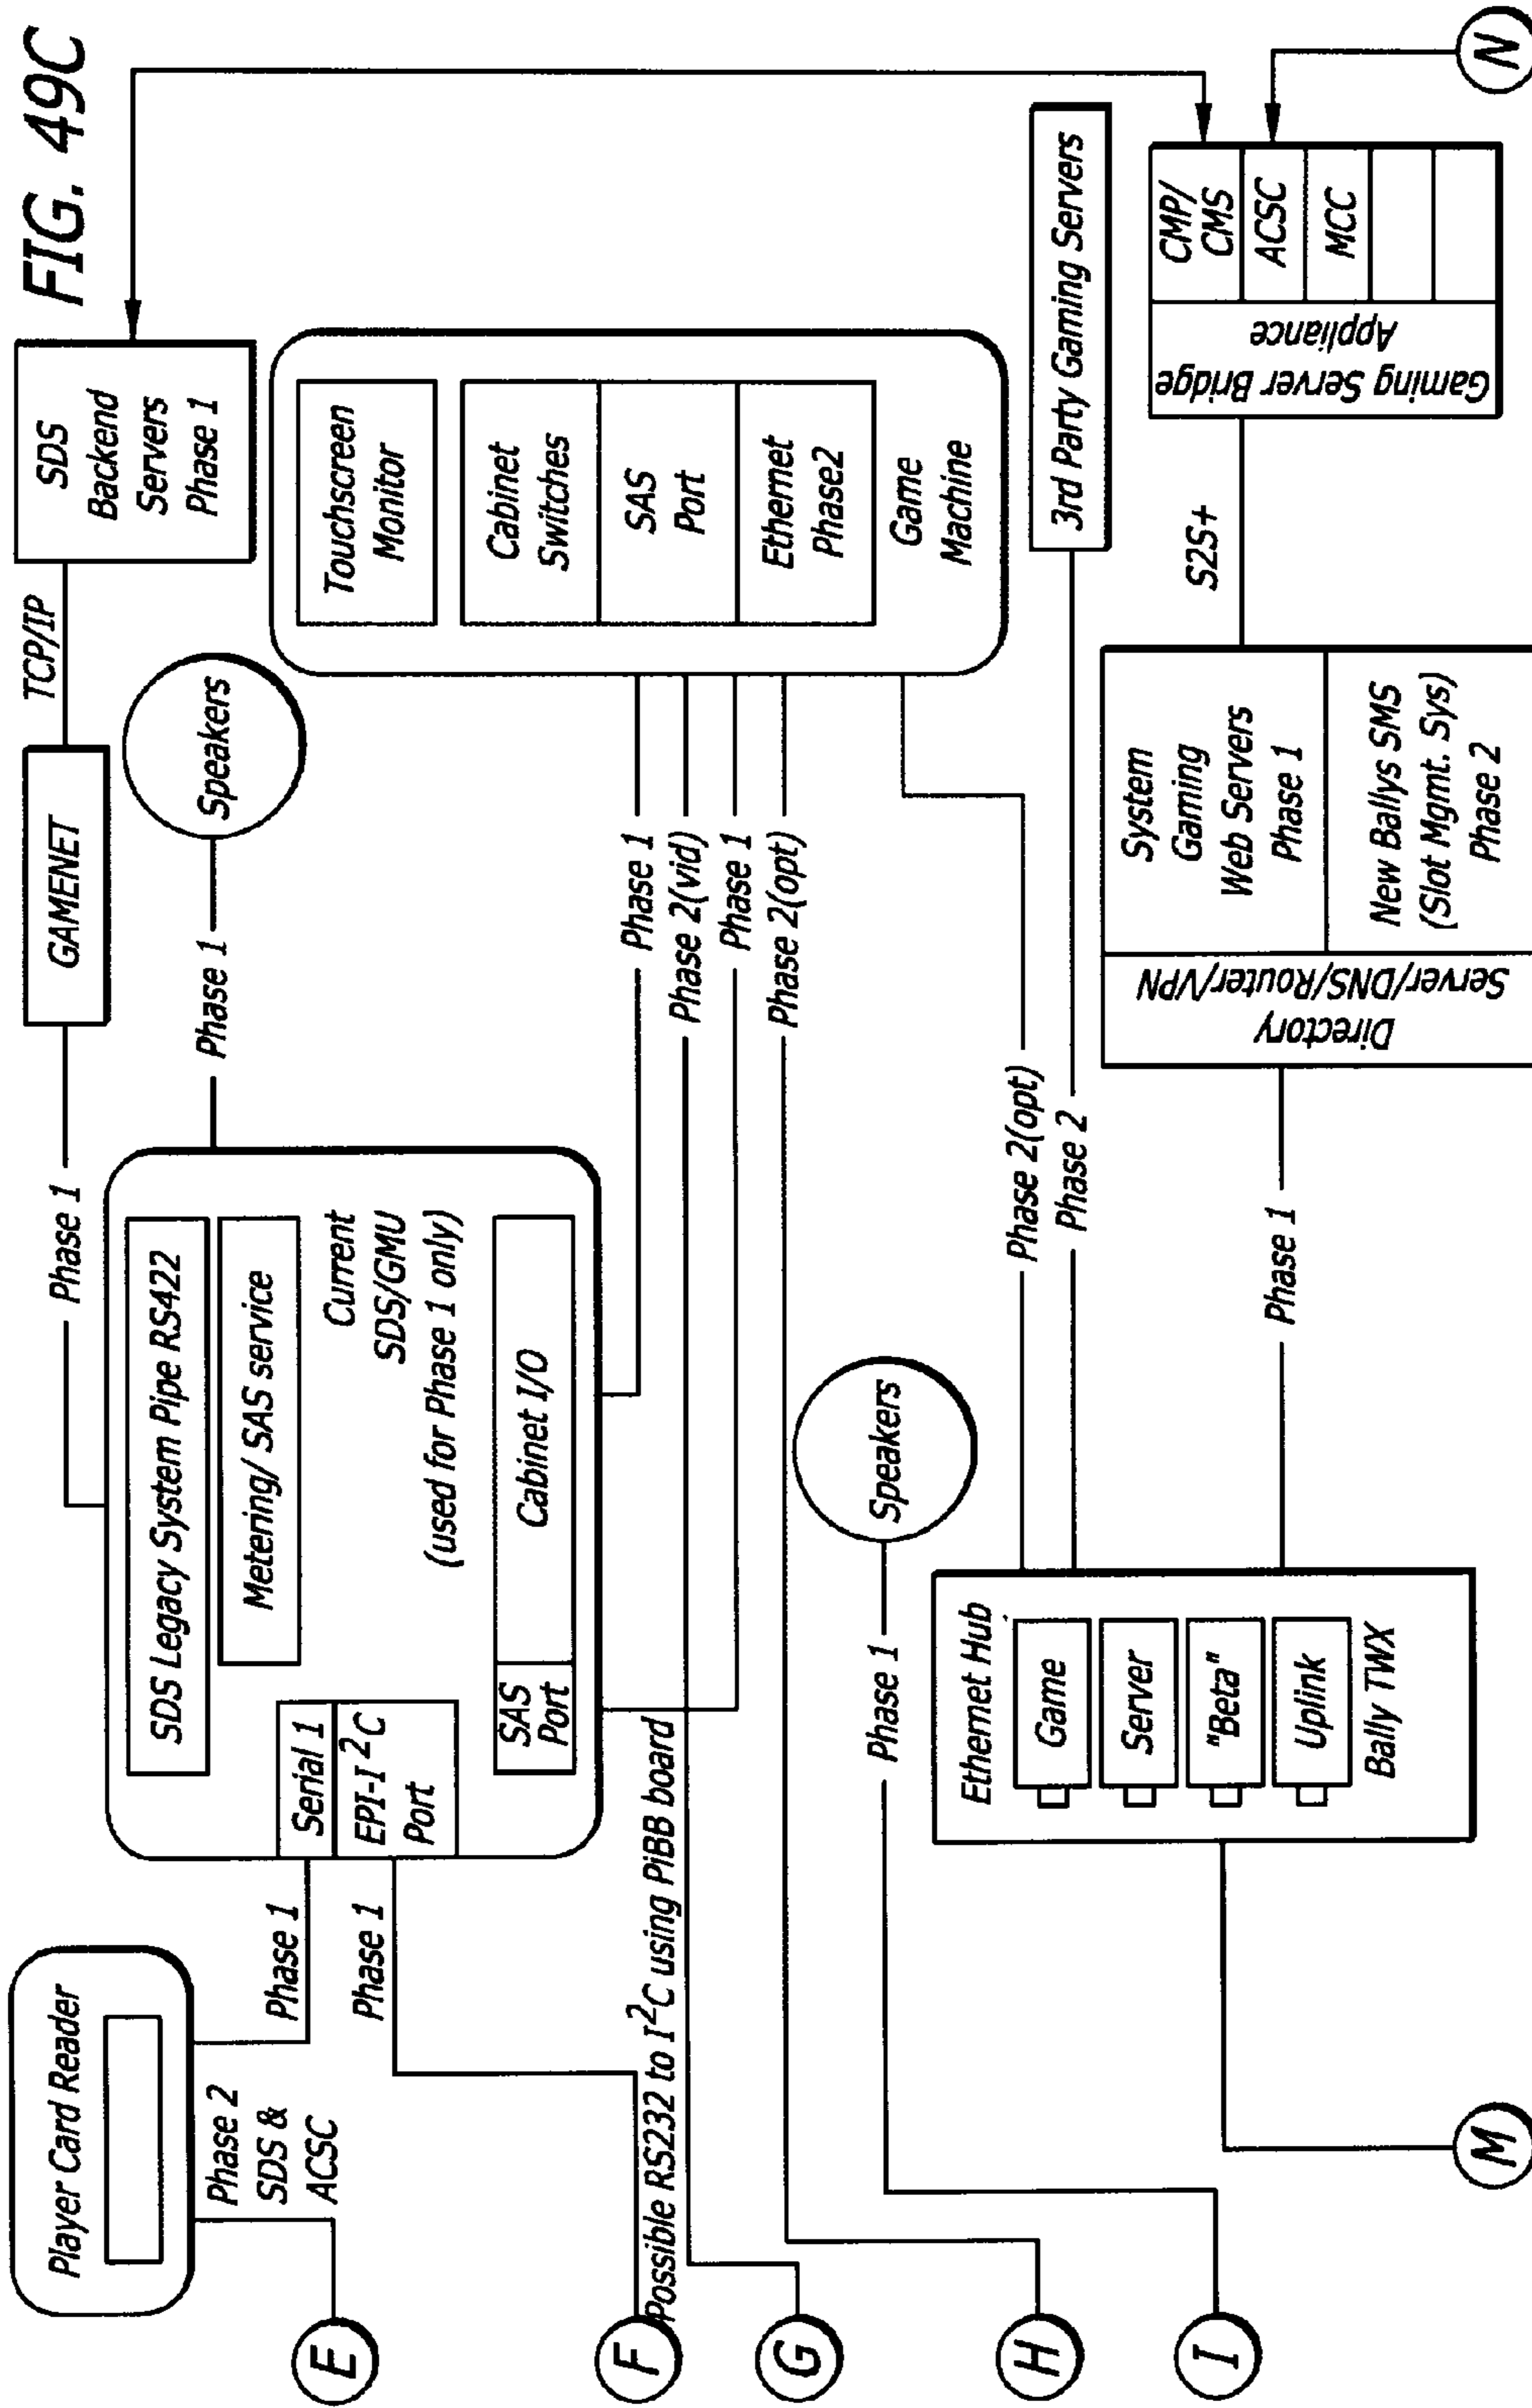 FIG. 49C
Player Card Reader
Phase 2
SDS &
ACSC
Phase 1
Phase 1
E
F
Possible RS232 to I²C using PiBB board
G
H
I
M
N
Phase 1
SDS Legacy System Pipe RS422
Metening/ SAS service
Serial 1
EPI-I²C
Port
Current
SDS/GMU
(used for Phase 1 only)
SAS
Port
Cabinet I/O
GAMENET
TCP/IP
SDS
Backend
Servers
Phase 1
Phase 1
Speakers
Touchscreen
Monitor
Cabinet
Switches
SAS
Port
Ethernet
Phase2
Game
Machine
Phase 1
Phase 2(vid)
Phase 1
Phase 2(opt)
Phase 1
Speakers
Phase 2(opt)
Phase 2
3rd Party Gaming Servers
Ethernet Hub
Game
Server
"Beta"
Uplink
Bally TWX
Phase 1
Directory
Server/DNS/Router/VPN
System
Gaming
Web Servers
Phase 1
New Ballys SMS
(Slot Mgmt. Sys)
Phase 2
S2S+
Gaming Server Bridge
Appliance
CMP/
CMS
ACSC
MCC